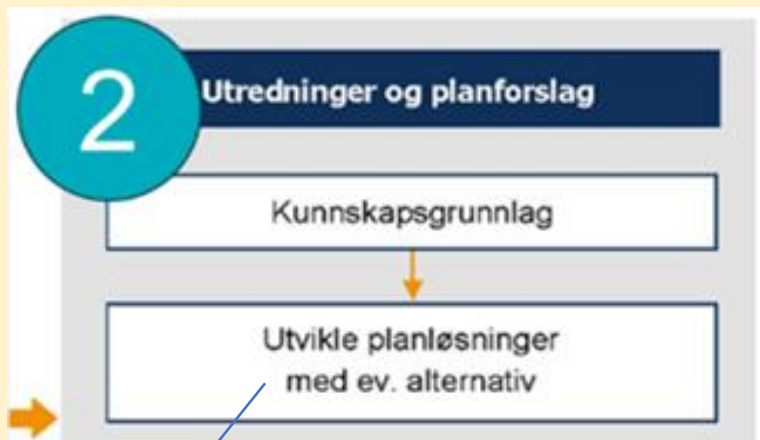 2
Utredninger og planforslag
Kunnskapsgrunnlag
Utvikle planløsninger
med ev. alternativ